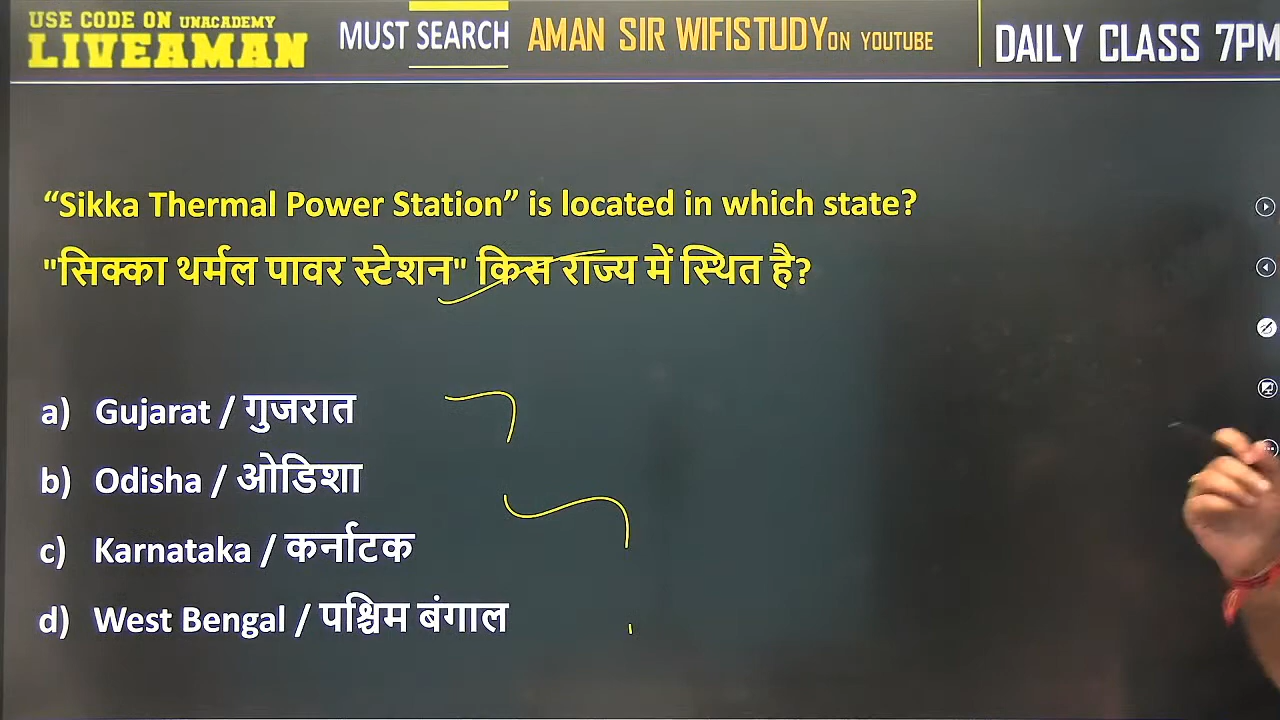 USE CODE ON UNACADEMY
LIVEAMAN
MUST SEARCH AMAN SIR WIFISTUDY ON YOUTUBE
DAILY CLASS 7PM
“Sikka Thermal Power Station” is located in which state?
"सिक्का थर्मल पावर स्टेशन" किस राज्य में स्थित है?
a) Gujarat / गुजरात
b) Odisha / ओडिशा
c) Karnataka / कर्नाटक
d) West Bengal / पश्चिम बंगाल